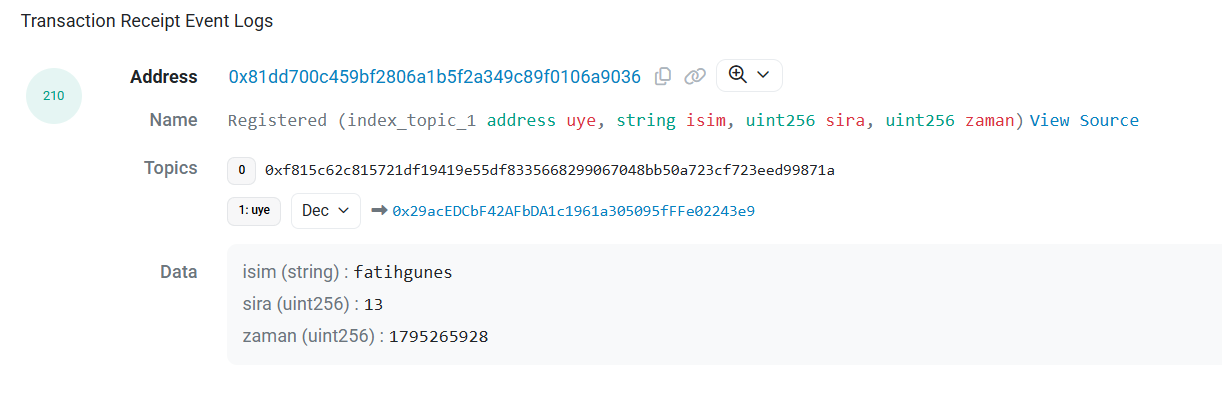 Transaction Receipt Event Logs
210
Address 0x81dd700c459bf2806a1b5f2a349c89f0106a9036
Name Registered (index_topic_1 address uye, string isim, uint256 sira, uint256 zaman) View Source
Topics 0 0xf815c62c815721df19419e55df8335668299067048bb50a723cf723eed99871a
1: uye Dec 0x29acEDCbF42AFbDA1c1961a305095fFFe02243e9
Data isim (string) : fatihgunes
sira (uint256) : 13
zaman (uint256) : 1795265928